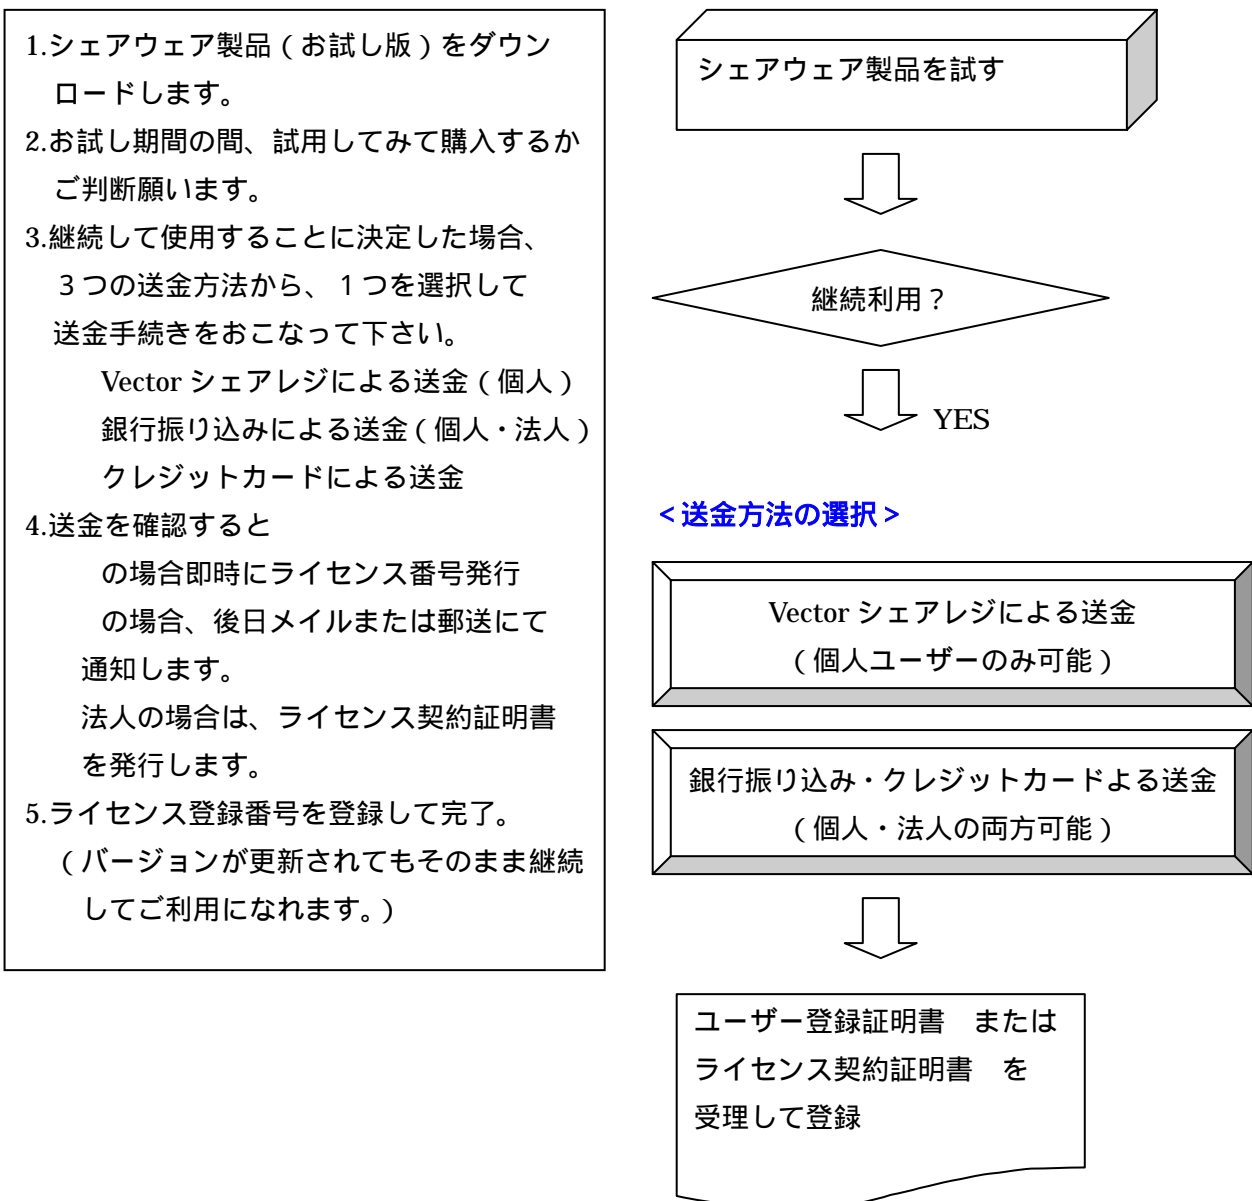 1.シェアウェア製品（お試し版）をダウン
ロードします。
2.お試し期間の間、試用してみて購入するか
ご判断願います。
3.継続して使用することに決定した場合、
３つの送金方法から、１つを選択して
送金手続きをおこなって下さい。
Vector シェアレジによる送金（個人）
銀行振り込みによる送金（個人・法人）
クレジットカードによる送金
4.送金を確認すると
の場合即時にライセンス番号発行
の場合、後日メイルまたは郵送にて
通知します。
法人の場合は、ライセンス契約証明書
を発行します。
5.ライセンス登録番号を登録して完了。
（バージョンが更新されてもそのまま継続
してご利用になれます。）
シェアウェア製品を試す
継続利用？
YES
＜送金方法の選択＞
Vector シェアレジによる送金
（個人ユーザーのみ可能）
銀行振り込み・クレジットカードよる送金
（個人・法人の両方可能）
ユーザー登録証明書　または
ライセンス契約証明書　を
受理して登録